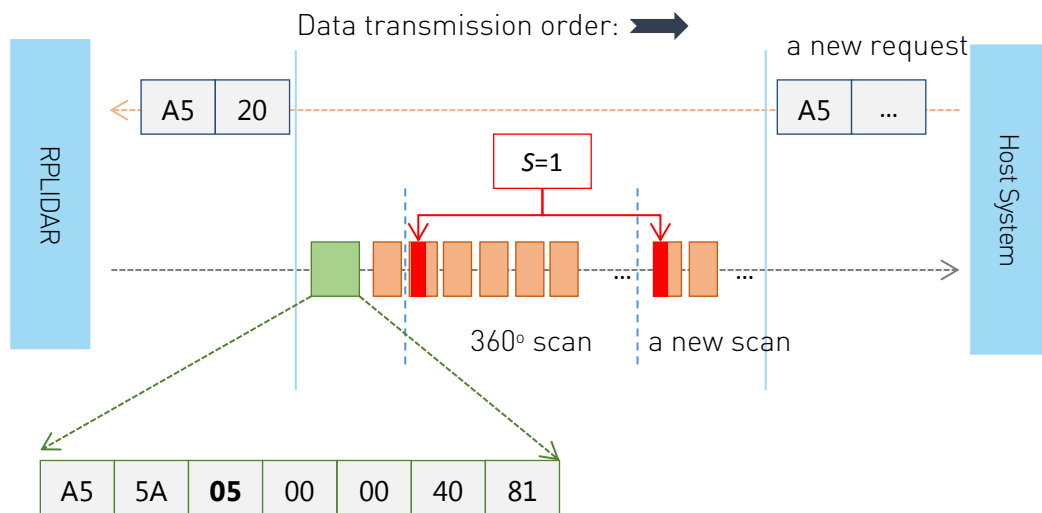 Data transmission order:
a new request
A5 20
A5 ...
RPLIDAR
Host System
S=1
... ...
360° scan
a new scan
A5 5A 05 00 00 40 81